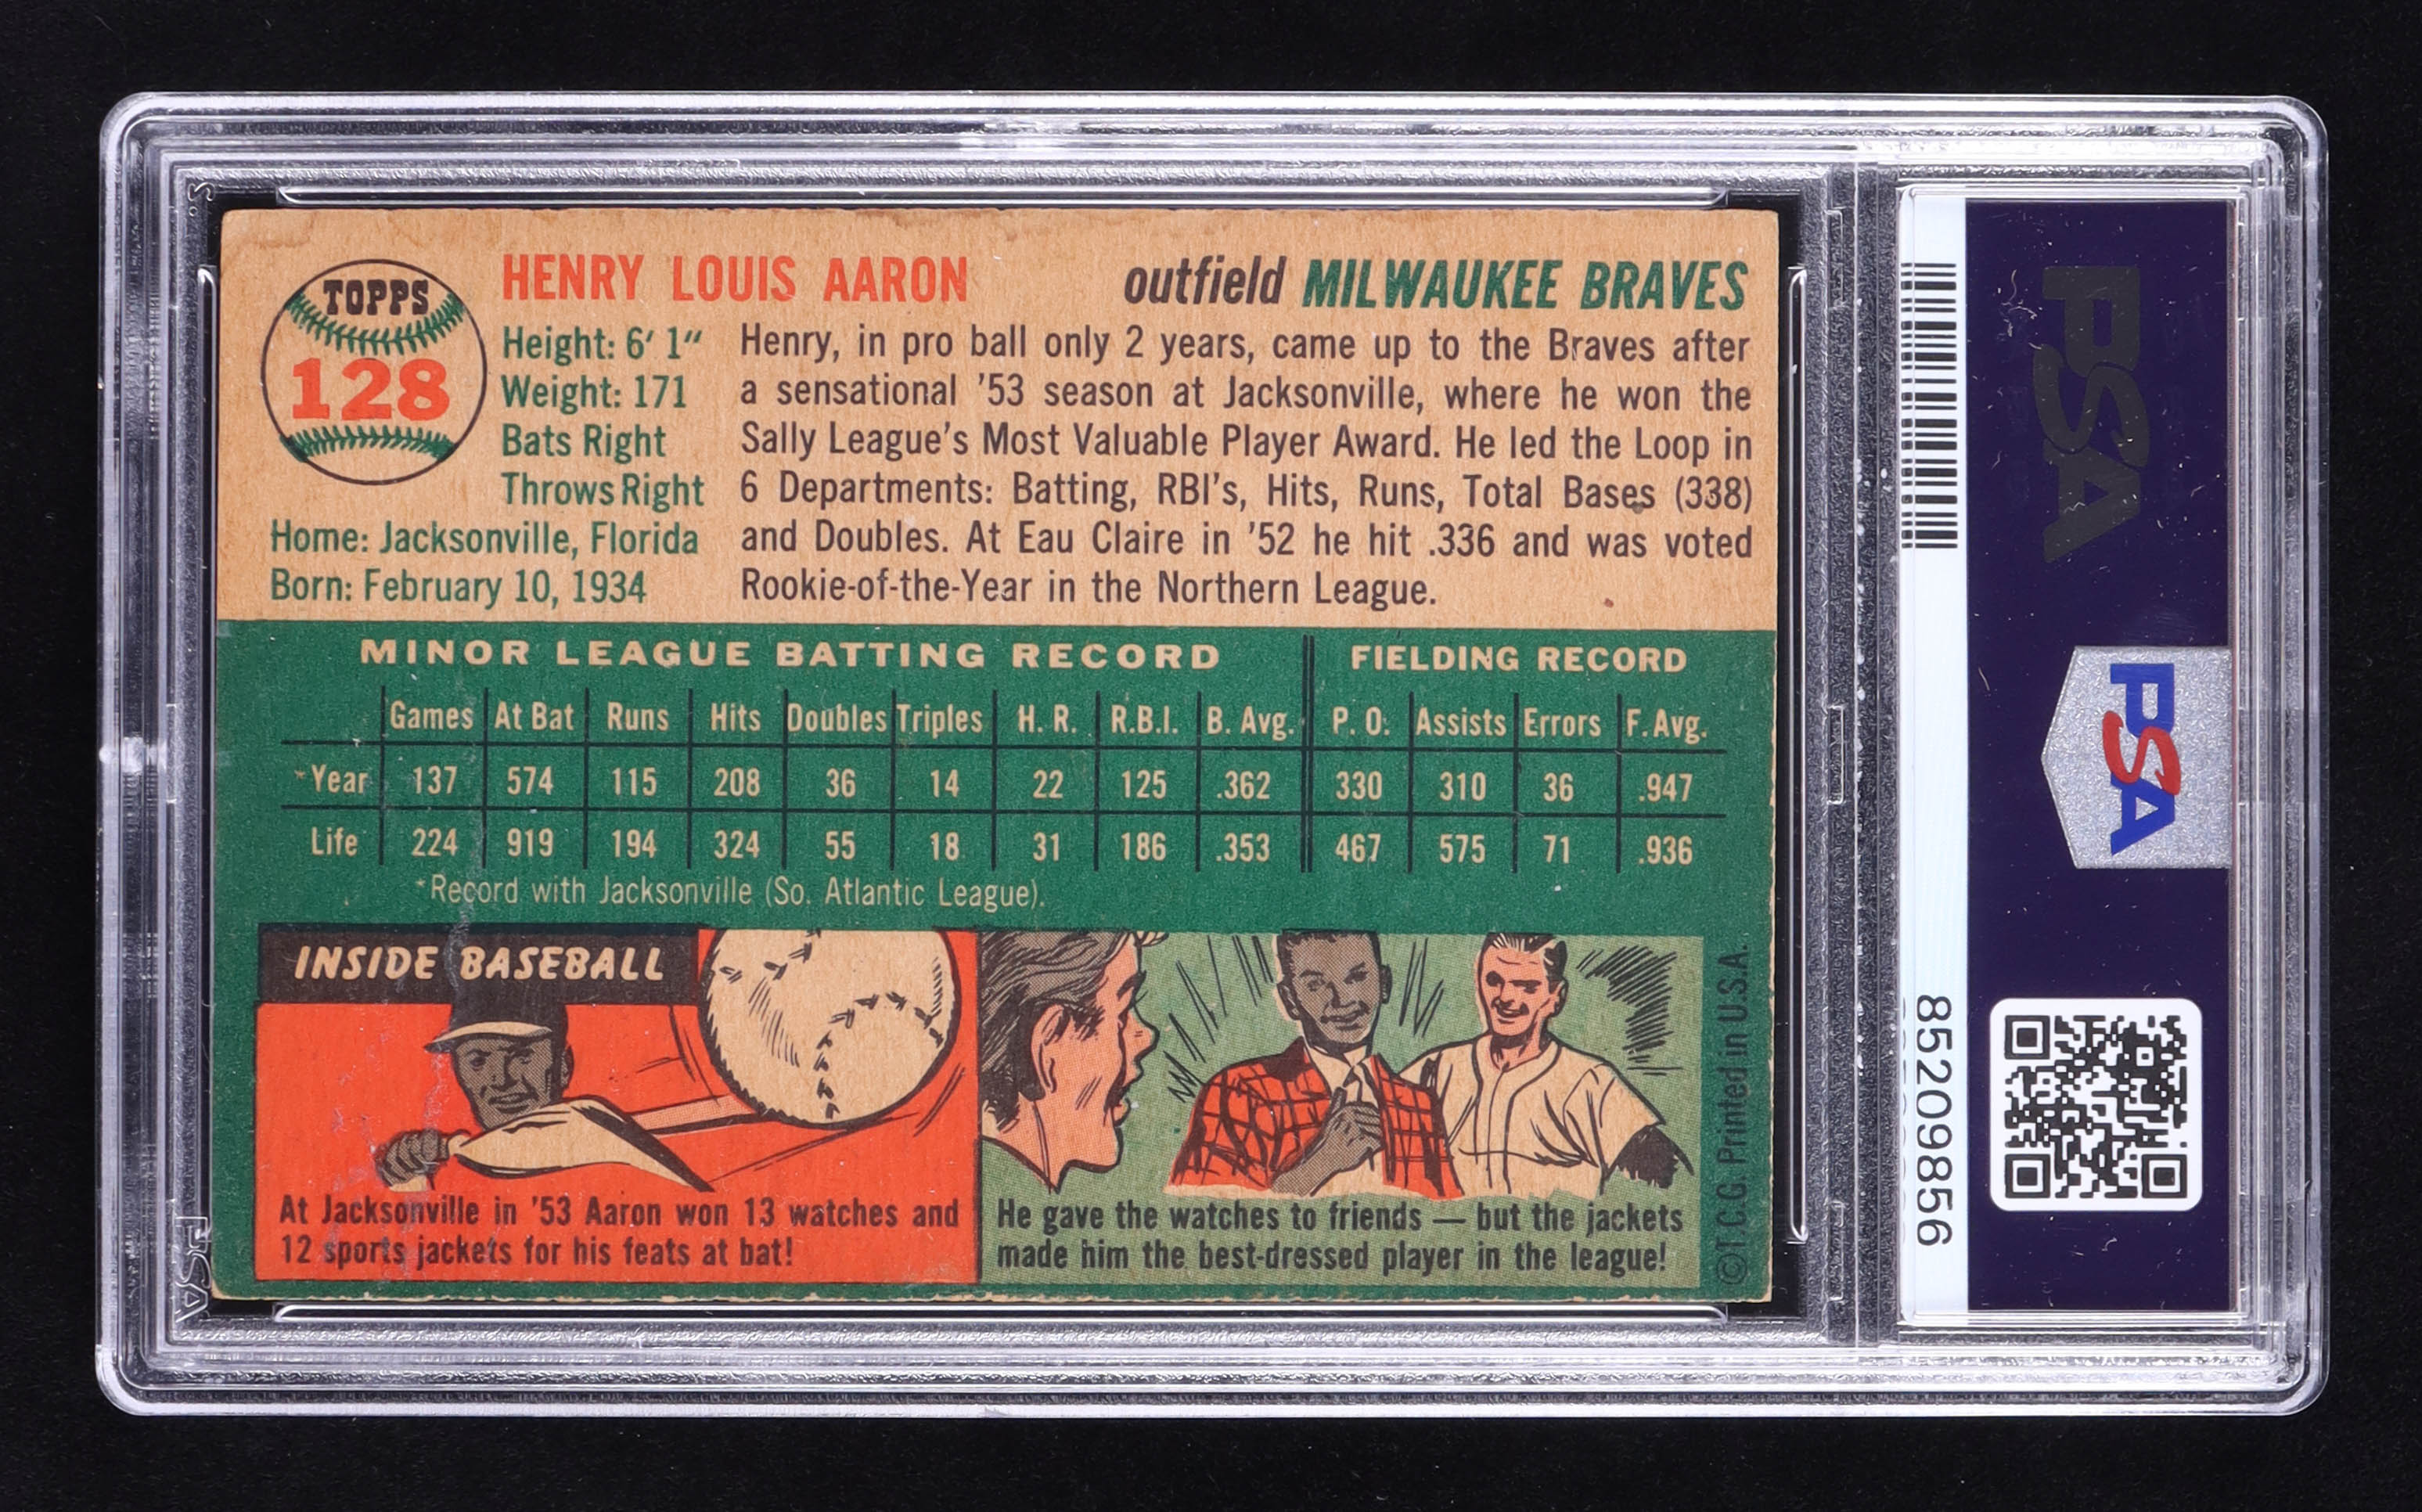 TOPPS
128
HENRY LOUIS AARON
outfield MILWAUKEE BRAVES
Height: 6' 1"
Weight: 171
Bats Right
Throws Right
Home: Jacksonville, Florida
Born: February 10, 1934
Henry, in pro ball only 2 years, came up to the Braves after
a sensational '53 season at Jacksonville, where he won the
Sally League's Most Valuable Player Award. He led the Loop in
6 Departments: Batting, RBI's, Hits, Runs, Total Bases (338)
and Doubles. At Eau Claire in '52 he hit .336 and was voted
Rookie-of-the-Year in the Northern League.
MINOR LEAGUE BATTING RECORD FIELDING RECORD
Games At Bat Runs Hits Doubles Triples H. R. R.B.I. B. Avg. P. O. Assists Errors F. Avg.
*Year 137 574 115 208 36 14 22 125 .362 330 310 36 .947
Life 224 919 194 324 55 18 31 186 .353 467 575 71 .936
*Record with Jacksonville (So. Atlantic League).
INSIDE BASEBALL
At Jacksonville in '53 Aaron won 13 watches and
12 sports jackets for his feats at bat!
He gave the watches to friends — but the jackets
made him the best-dressed player in the league!
©T.C.G. Printed in U.S.A.
PSA
PSA
PSA
85209856